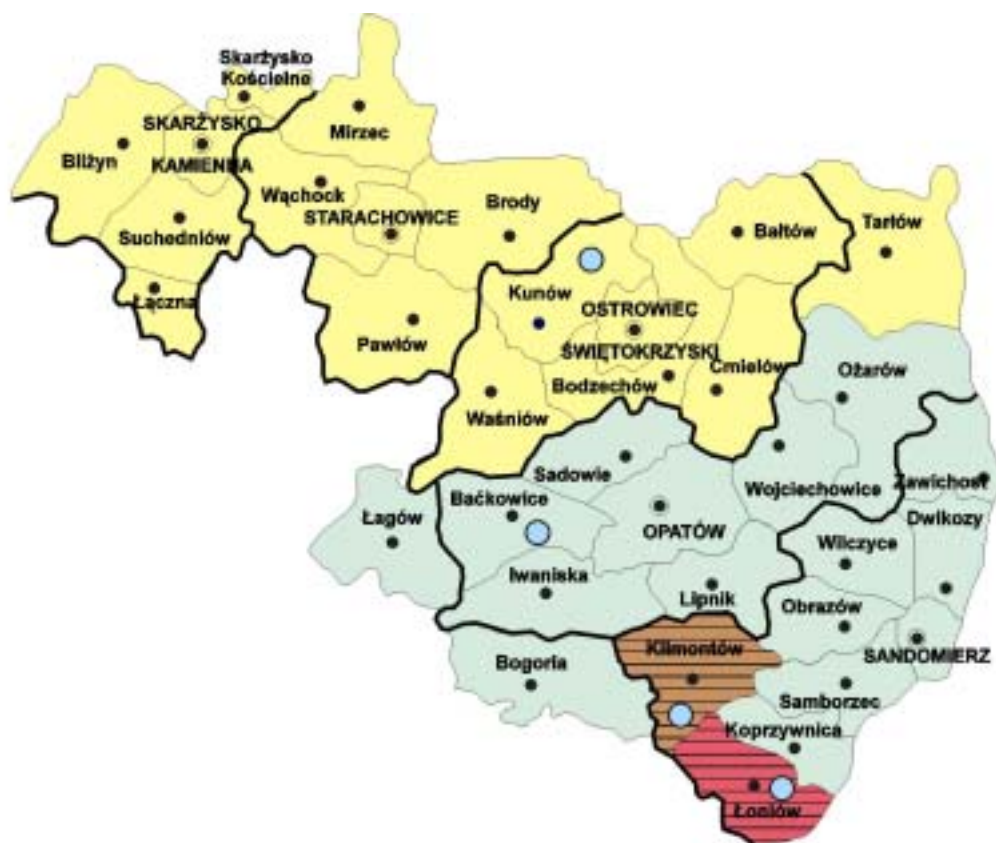 Skarżysko
Kościelne
SKARŻYSKO
KAMIENNA
Mirzec
Bliżyn
Wąchock
Brody
STARACHOWICE
Suchedniów
Bałtów
Tarłów
Łączna
Kunów
OSTROWIEC
ŚWIĘTOKRZYSKI
Pawłów
Bodzechów
Ćmielów
Ożarów
Waśniów
Sadowie
Wojciechowice
Zawichost
Baćkowice
Łagów
OPATÓW
Dwikozy
Wilczyce
Iwaniska
Lipnik
Obrazów
Klimontów
SANDOMIERZ
Bogoria
Samborzec
Koprzywnica
Łoniów